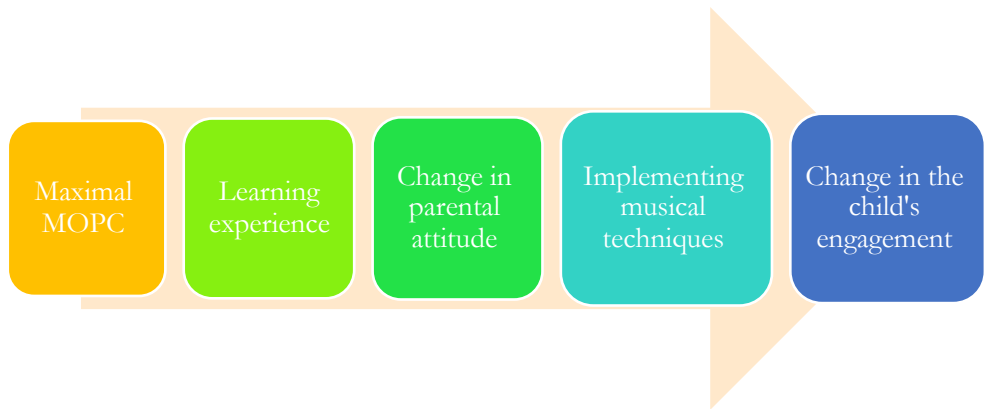 Maximal
MOPC
Learning
experience
Change in
parental
attitude
Implementing
musical
techniques
Change in the
child's
engagement